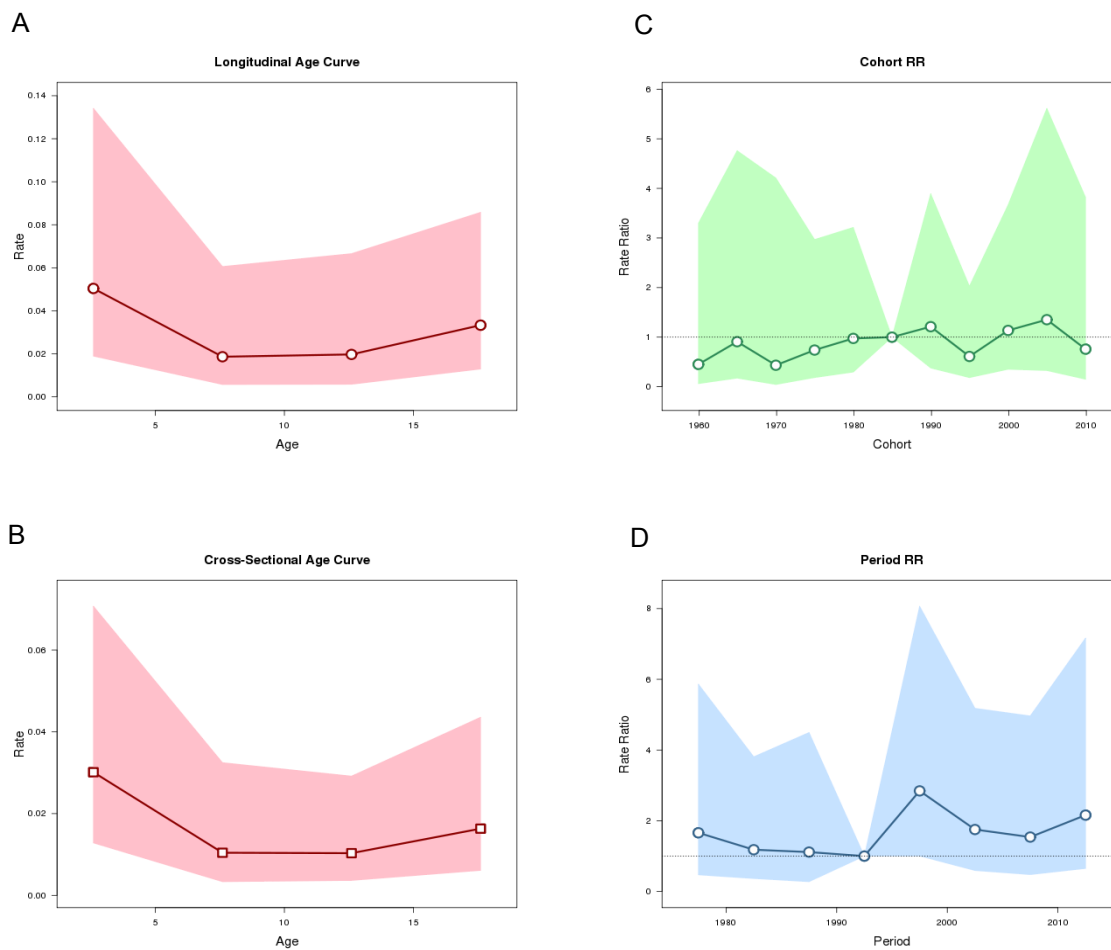 A
Longitudinal Age Curve
0.14
0.12
0.10
0.08
0.06
0.04
0.02
0.00
Rate
5 10 15
Age
C
Cohort RR
6
5
4
3
2
1
0
Rate Ratio
1960 1970 1980 1990 2000 2010
Cohort
B
Cross-Sectional Age Curve
0.06
0.04
0.02
0.00
Rate
5 10 15
Age
D
Period RR
8
6
4
2
0
Rate Ratio
1980 1990 2000 2010
Period